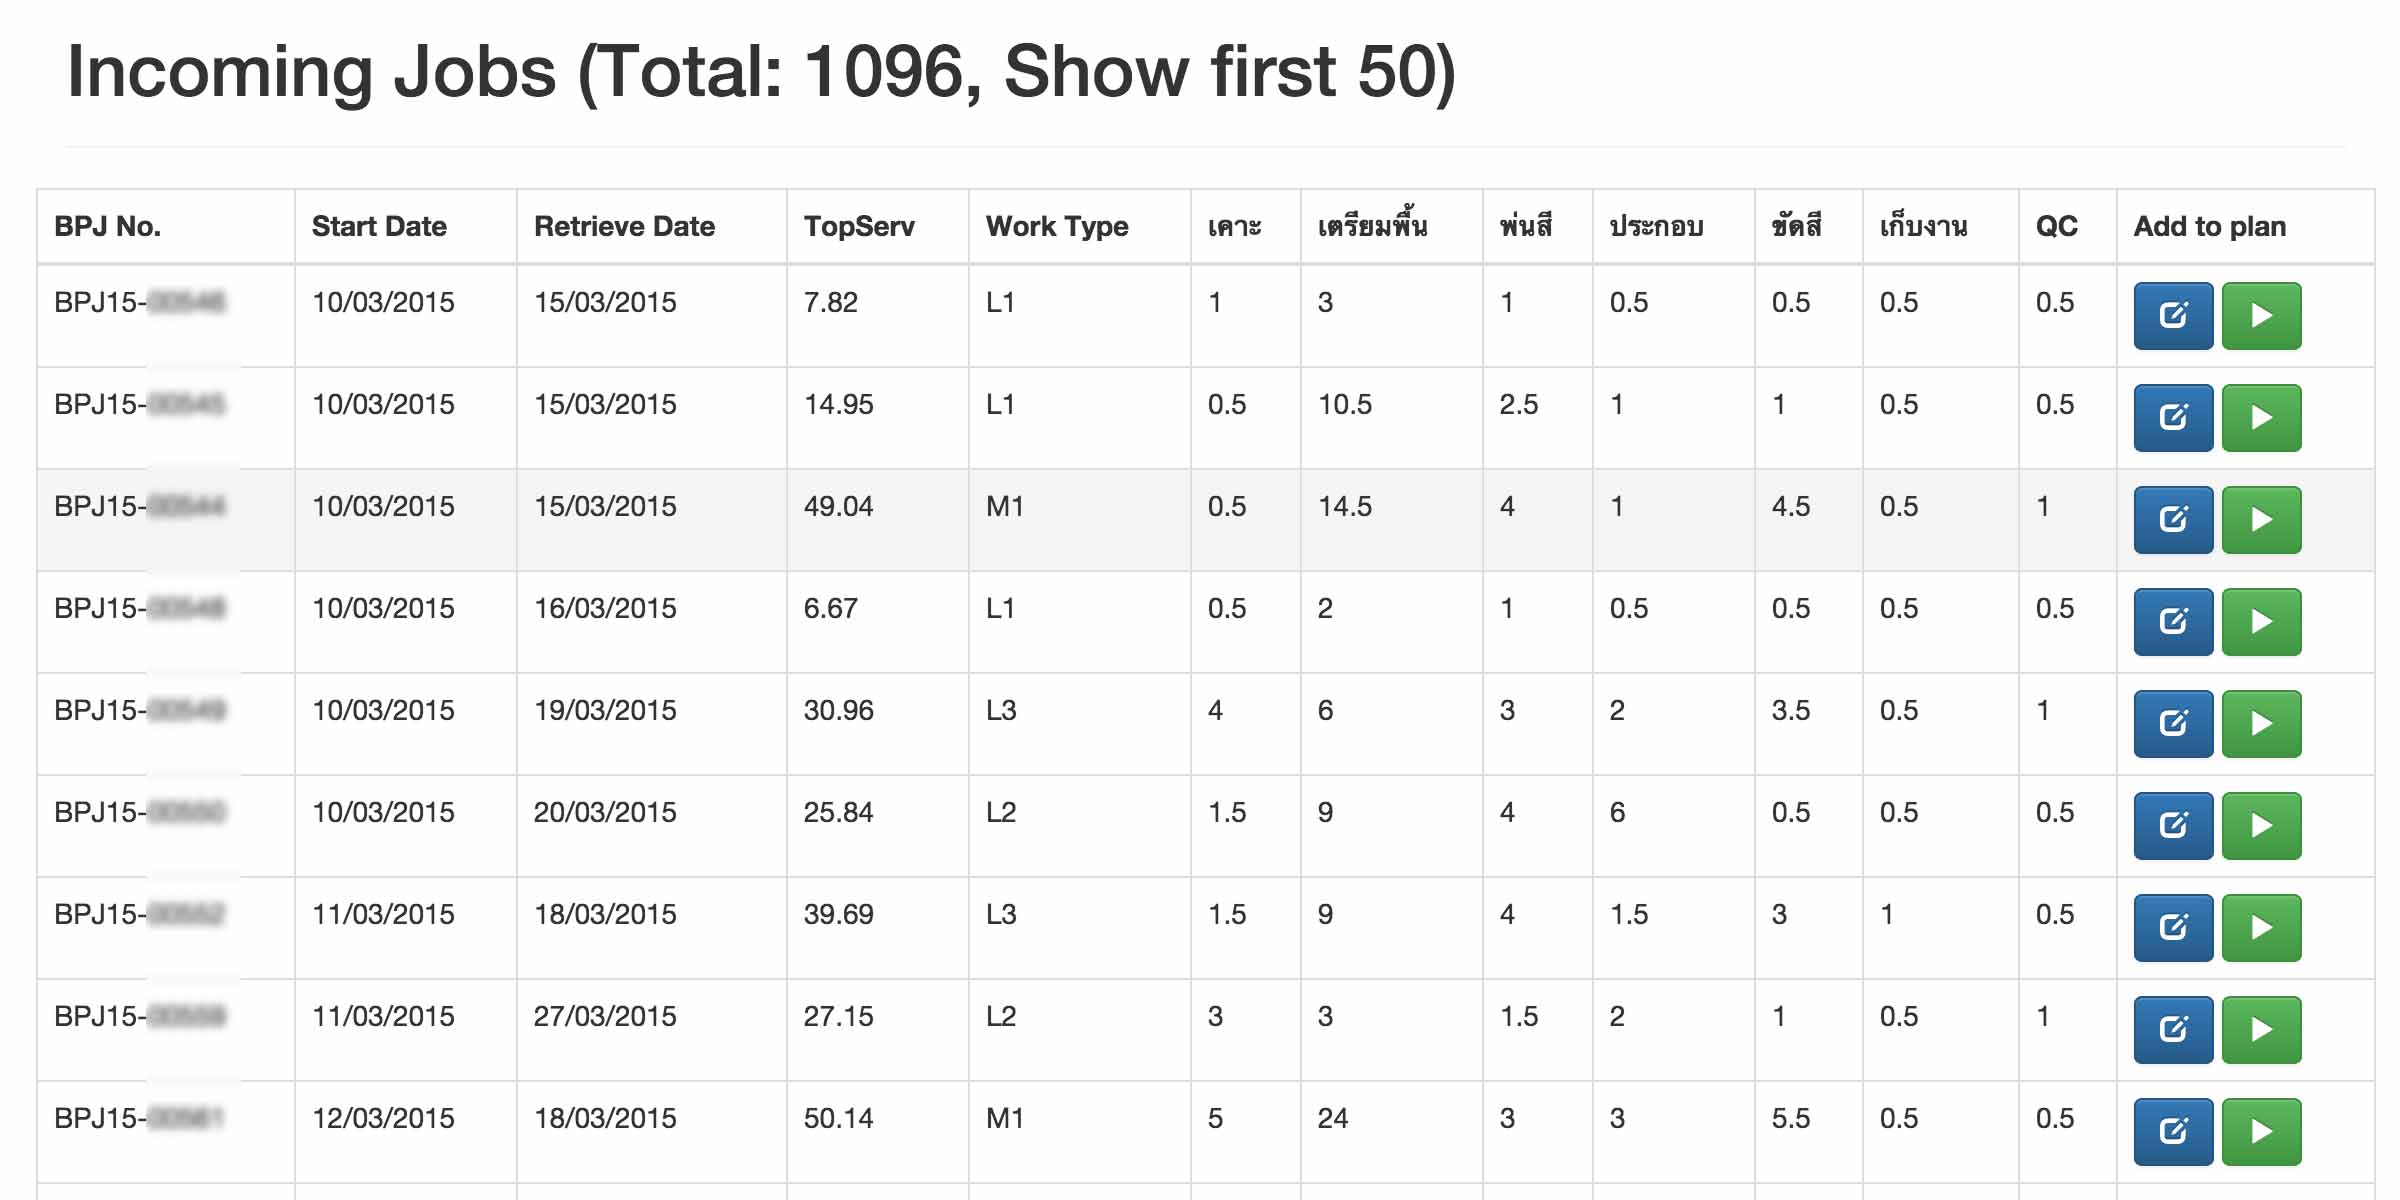 Incoming Jobs (Total: 1096, Show first 50)
BPJ No. Start Date Retrieve Date TopServ Work Type เคาะ เตรียมพื้น พ่นสี ประกอบ ขัดสี เก็บงาน QC Add to plan
BPJ15- 10/03/2015 15/03/2015 7.82 L1 1 3 1 0.5 0.5 0.5 0.5
BPJ15- 10/03/2015 15/03/2015 14.95 L1 0.5 10.5 2.5 1 1 0.5 0.5
BPJ15- 10/03/2015 15/03/2015 49.04 M1 0.5 14.5 4 1 4.5 0.5 1
BPJ15- 10/03/2015 16/03/2015 6.67 L1 0.5 2 1 0.5 0.5 0.5 0.5
BPJ15- 10/03/2015 19/03/2015 30.96 L3 4 6 3 2 3.5 0.5 1
BPJ15- 10/03/2015 20/03/2015 25.84 L2 1.5 9 4 6 0.5 0.5 0.5
BPJ15- 11/03/2015 18/03/2015 39.69 L3 1.5 9 4 1.5 3 1 0.5
BPJ15- 11/03/2015 27/03/2015 27.15 L2 3 3 1.5 2 1 0.5 1
BPJ15- 12/03/2015 18/03/2015 50.14 M1 5 24 3 3 5.5 0.5 0.5